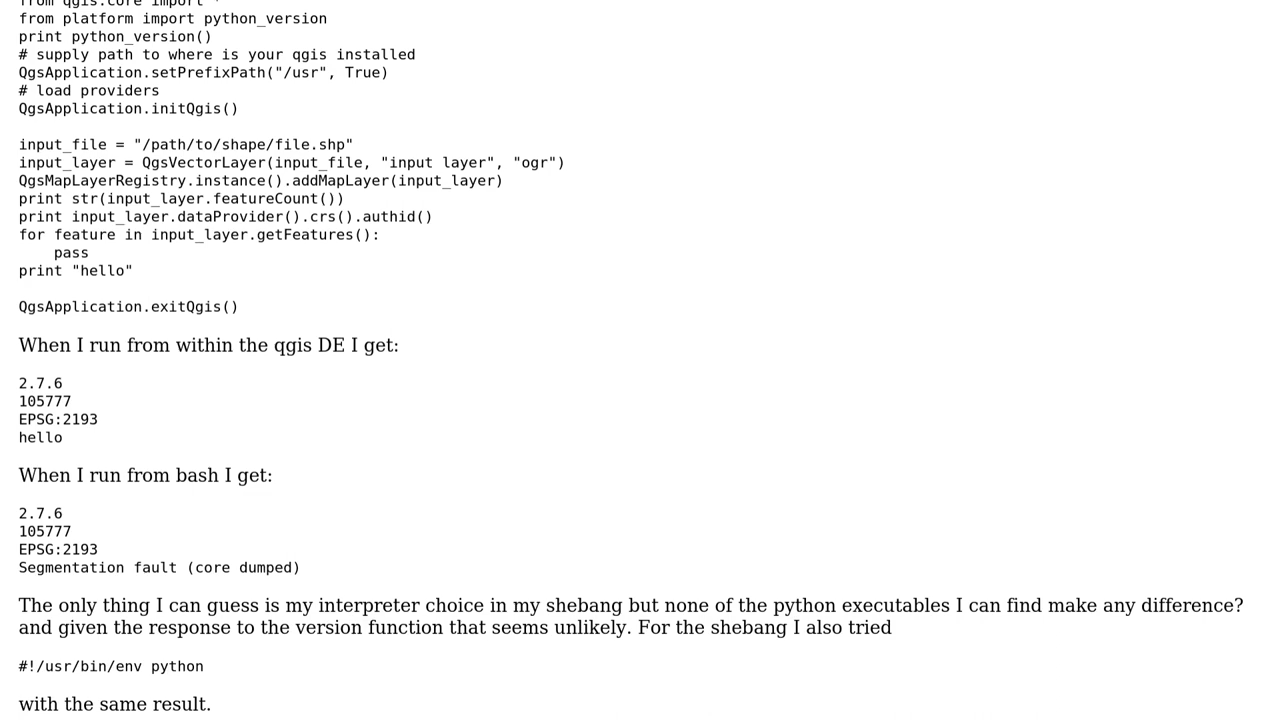 from qgis.core import *
from platform import python_version
print python_version()
# supply path to where is your qgis installed
QgsApplication.setPrefixPath("/usr", True)
# load providers
QgsApplication.initQgis()
input_file = "/path/to/shape/file.shp"
input_layer = QgsVectorLayer(input_file, "input layer", "ogr")
QgsMapLayerRegistry.instance().addMapLayer(input_layer)
print str(input_layer.featureCount())
print input_layer.dataProvider().crs().authid()
for feature in input_layer.getFeatures():
    pass
print "hello"
QgsApplication.exitQgis()
When I run from within the qgis DE I get:
2.7.6
105777
EPSG:2193
hello
When I run from bash I get:
2.7.6
105777
EPSG:2193
Segmentation fault (core dumped)
The only thing I can guess is my interpreter choice in my shebang but none of the python executables I can find make any difference?
and given the response to the version function that seems unlikely. For the shebang I also tried
#!/usr/bin/env python
with the same result.